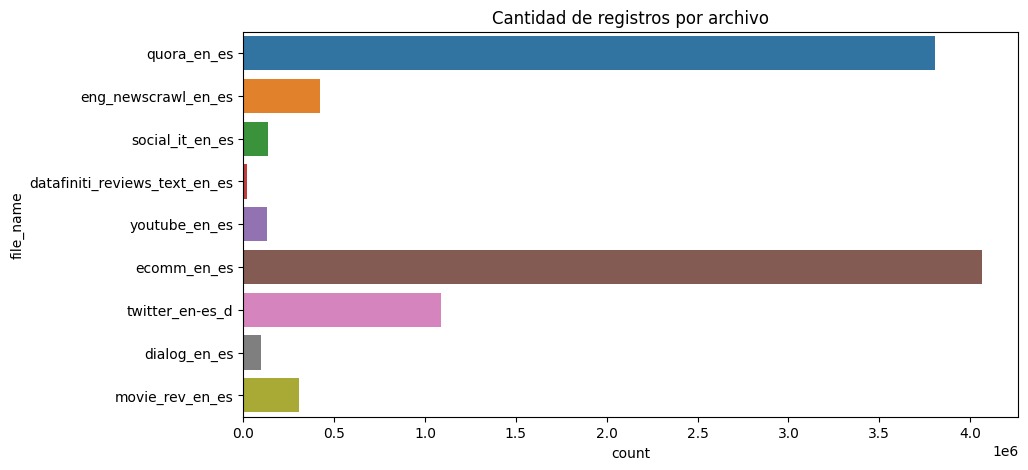 Cantidad de registros por archivo
quora_en_es
eng_newscrawl_en_es
social_it_en_es
datafiniti_reviews_text_en_es
youtube_en_es
ecomm_en_es
twitter_en-es_d
dialog_en_es
movie_rev_en_es
file_name
0.0 0.5 1.0 1.5 2.0 2.5 3.0 3.5 4.0
1e6
count